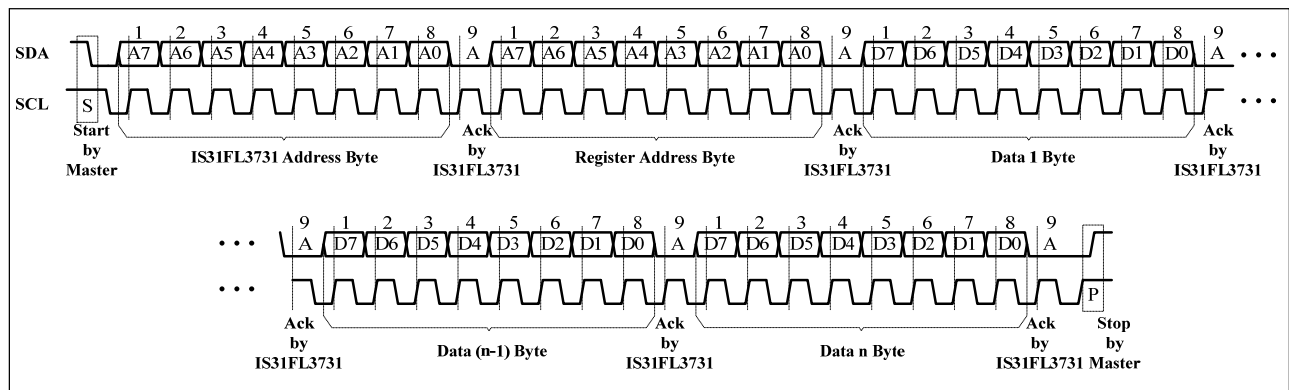 1 2 3 4 5 6 7 8 9 1 2 3 4 5 6 7 8 9 1 2 3 4 5 6 7 8 9
SDA A7 A6 A5 A4 A3 A2 A1 A0 A A7 A6 A5 A4 A3 A2 A1 A0 A D7 D6 D5 D4 D3 D2 D1 D0 A • • •
SCL S • • •
Start by Master
IS31FL3731 Address Byte
Ack by IS31FL3731
Register Address Byte
Ack by IS31FL3731
Data 1 Byte
Ack by IS31FL3731
9 1 2 3 4 5 6 7 8 9 1 2 3 4 5 6 7 8 9
• • • A D7 D6 D5 D4 D3 D2 D1 D0 A D7 D6 D5 D4 D3 D2 D1 D0 A
• • • P
Ack by IS31FL3731
Data (n-1) Byte
Ack by IS31FL3731
Data n Byte
Ack by IS31FL3731
Stop by Master